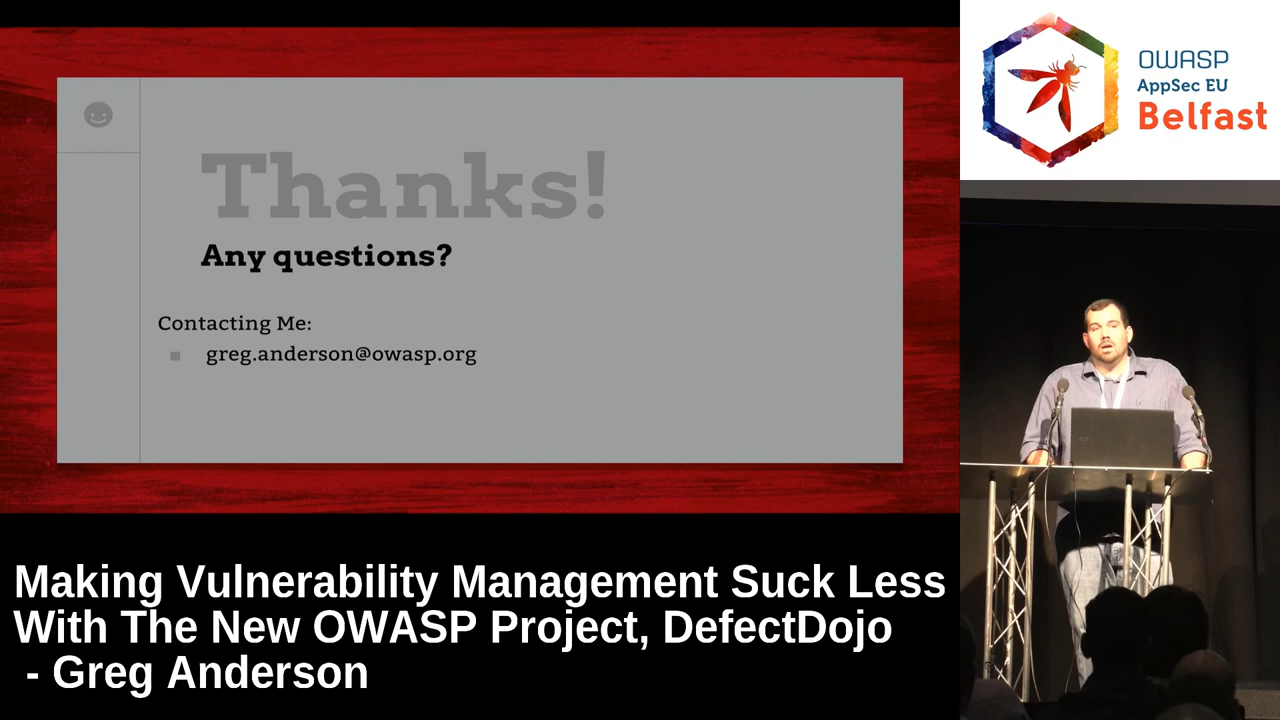 Thanks!
Any questions?
Contacting Me:
greg.anderson@owasp.org
OWASP
AppSec EU
Belfast
Making Vulnerability Management Suck Less
With The New OWASP Project, DefectDojo
- Greg Anderson